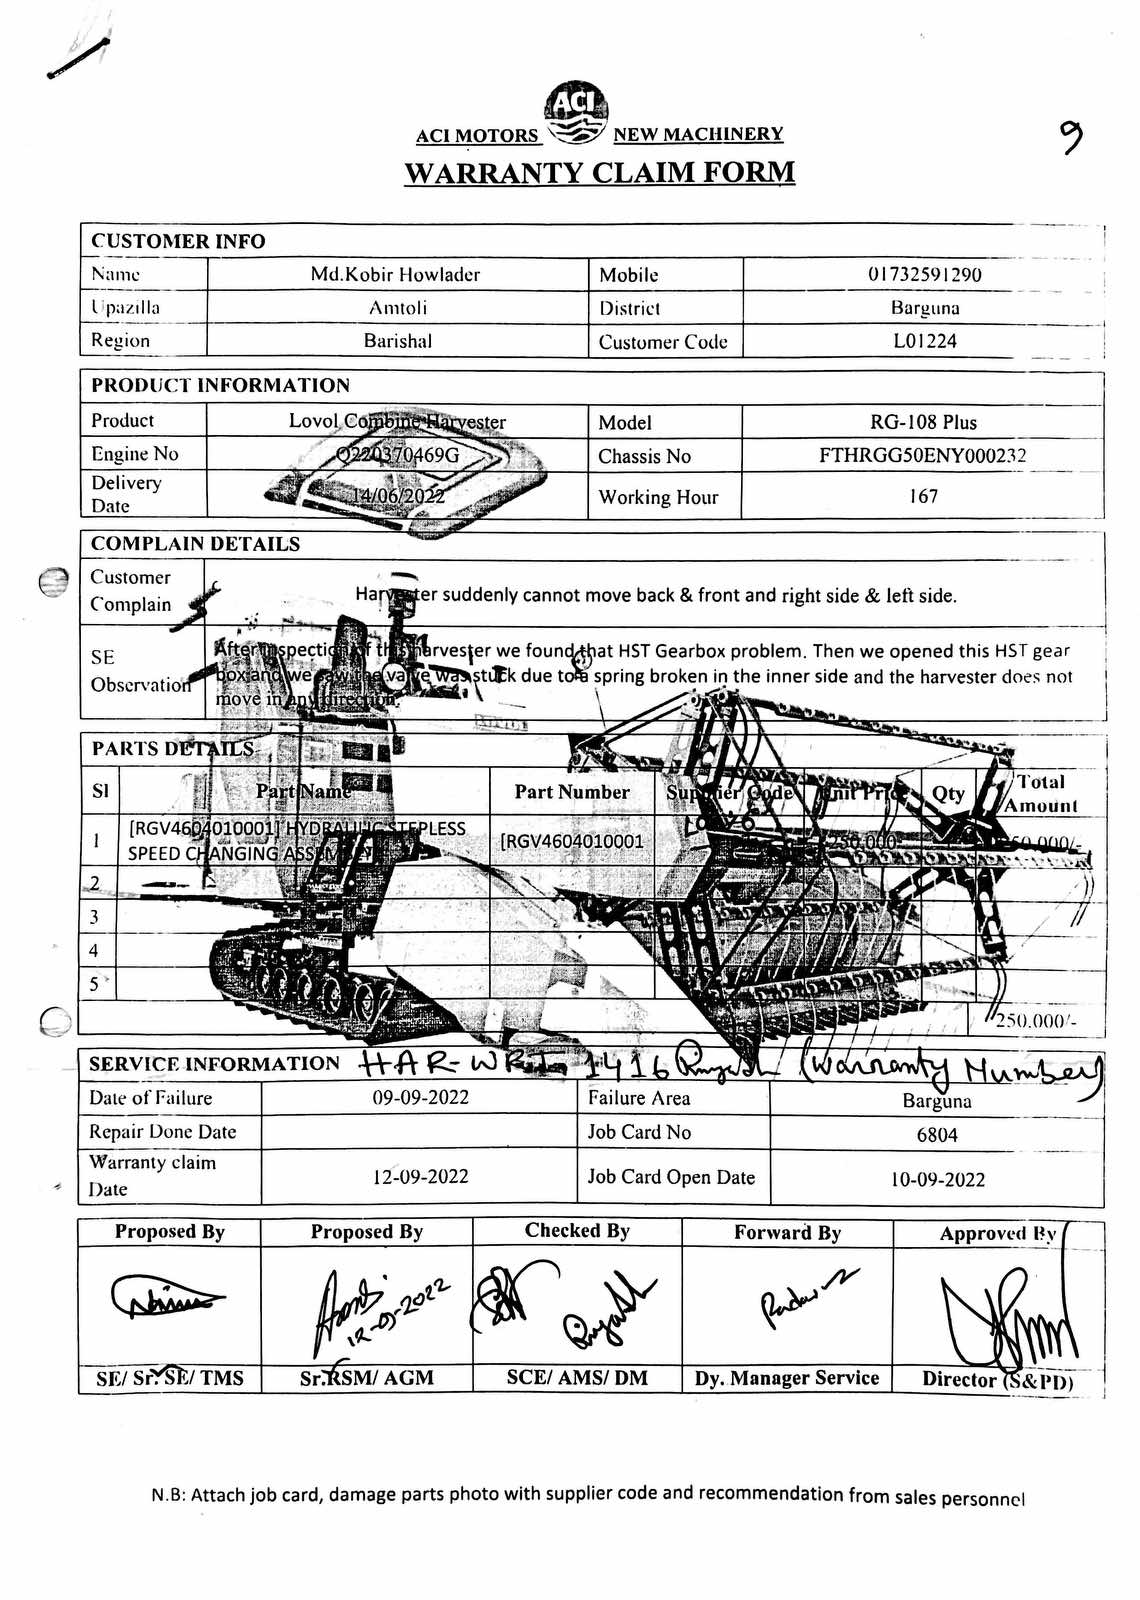 9
ACI
ACI MOTORS NEW MACHINERY
WARRANTY CLAIM FORM
CUSTOMER INFO
Name Md.Kobir Howlader Mobile 01732591290
Upazilla Amtoli District Barguna
Region Barishal Customer Code L01224
PRODUCT INFORMATION
Product Lovol Combine Harvester Model RG-108 Plus
Engine No Q220370469G Chassis No FTHRGG50ENY000232
Delivery Date 14/06/2022 Working Hour 167
COMPLAIN DETAILS
Customer Complain Harvester suddenly cannot move back & front and right side & left side.
SE Observation After inspection of this harvester we found that HST Gearbox problem. Then we opened this HST gear
box and we saw the valve was stuck due to a spring broken in the inner side and the harvester does not
move in any direction.
PARTS DETAILS
Sl Part Name Part Number Supplier Code Unit Price Qty Total Amount
1 [RGV4604010001] HYDRAULIC STEPLESS SPEED CHANGING ASSEMBLY [RGV4604010001 250.000 250.000/-
2
3
4
5
250.000/-
SERVICE INFORMATION HAR-WRT- 1416 (Warranty Number)
Date of Failure 09-09-2022 Failure Area Barguna
Repair Done Date Job Card No 6804
Warranty claim Date 12-09-2022 Job Card Open Date 10-09-2022
Proposed By Proposed By Checked By Forward By Approved By
12-09-2022
SE/ Sr. SE/ TMS Sr.RSM/ AGM SCE/ AMS/ DM Dy. Manager Service Director (S&PD)
N.B: Attach job card, damage parts photo with supplier code and recommendation from sales personnel